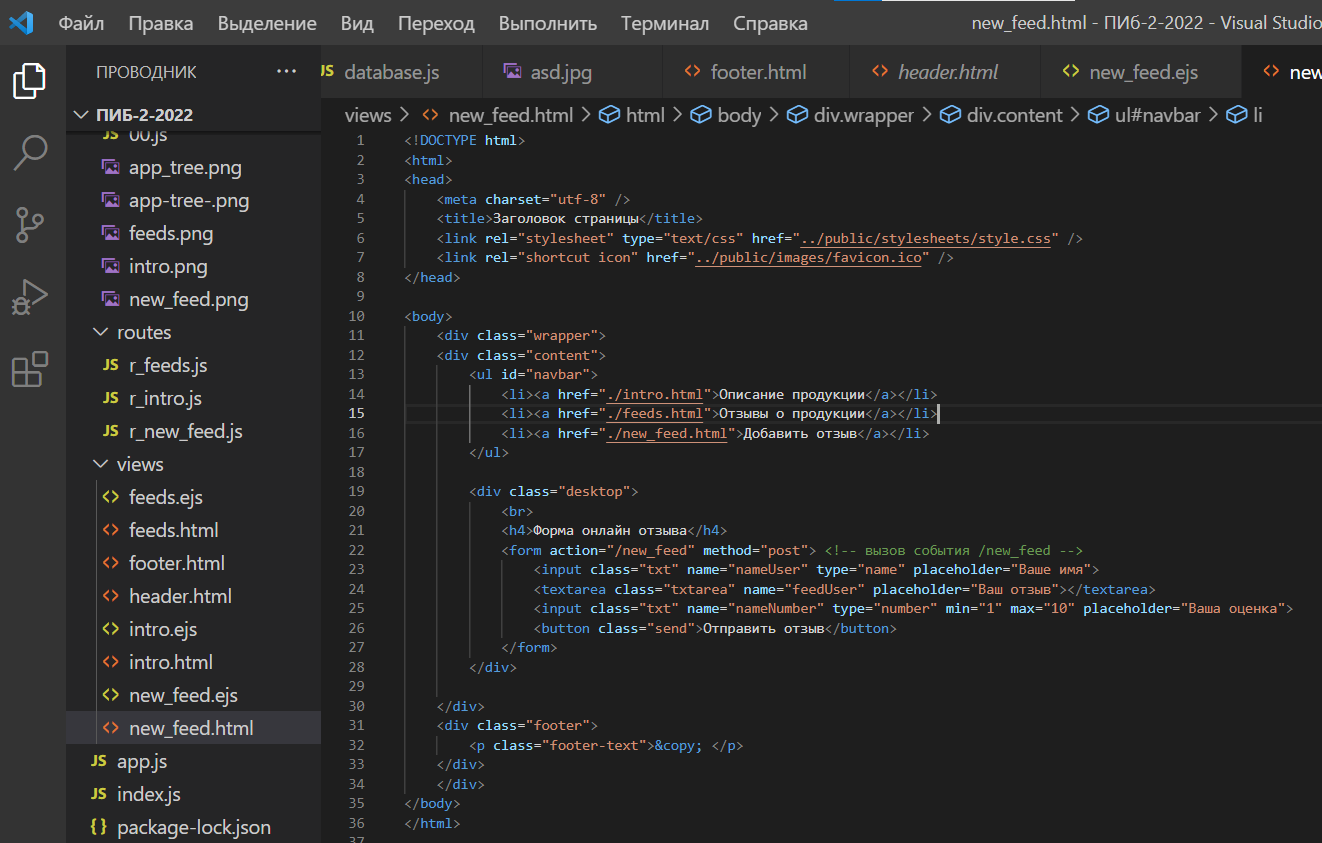 Файл Правка Выделение Вид Переход Выполнить Терминал Справка new_feed.html - ПИб-2-2022 - Visual Studio
ПРОВОДНИК ···
JS database.js asd.jpg <> footer.html <> header.html <> new_feed.ejs <> new
ПИБ-2-2022
views > <> new_feed.html > html > body > div.wrapper > div.content > ul#navbar > li
JS 00.js
app_tree.png
app-tree-.png
feeds.png
intro.png
new_feed.png
routes
JS r_feeds.js
JS r_intro.js
JS r_new_feed.js
views
<> feeds.ejs
<> feeds.html
<> footer.html
<> header.html
<> intro.ejs
<> intro.html
<> new_feed.ejs
<> new_feed.html
JS app.js
JS index.js
{} package-lock.json
1 <!DOCTYPE html>
2 <html>
3 <head>
4 <meta charset="utf-8" />
5 <title>Заголовок страницы</title>
6 <link rel="stylesheet" type="text/css" href="../public/stylesheets/style.css" />
7 <link rel="shortcut icon" href="../public/images/favicon.ico" />
8 </head>
9
10 <body>
11 <div class="wrapper">
12 <div class="content">
13 <ul id="navbar">
14 <li><a href="./intro.html">Описание продукции</a></li>
15 <li><a href="./feeds.html">Отзывы о продукции</a></li>
16 <li><a href="./new_feed.html">Добавить отзыв</a></li>
17 </ul>
18
19 <div class="desktop">
20 <br>
21 <h4>Форма онлайн отзыва</h4>
22 <form action="/new_feed" method="post"> <!-- вызов события /new_feed -->
23 <input class="txt" name="nameUser" type="name" placeholder="Ваше имя">
24 <textarea class="txtarea" name="feedUser" placeholder="Ваш отзыв"></textarea>
25 <input class="txt" name="nameNumber" type="number" min="1" max="10" placeholder="Ваша оценка">
26 <button class="send">Отправить отзыв</button>
27 </form>
28 </div>
29
30 </div>
31 <div class="footer">
32 <p class="footer-text">&copy; </p>
33 </div>
34 </div>
35 </body>
36 </html>
37